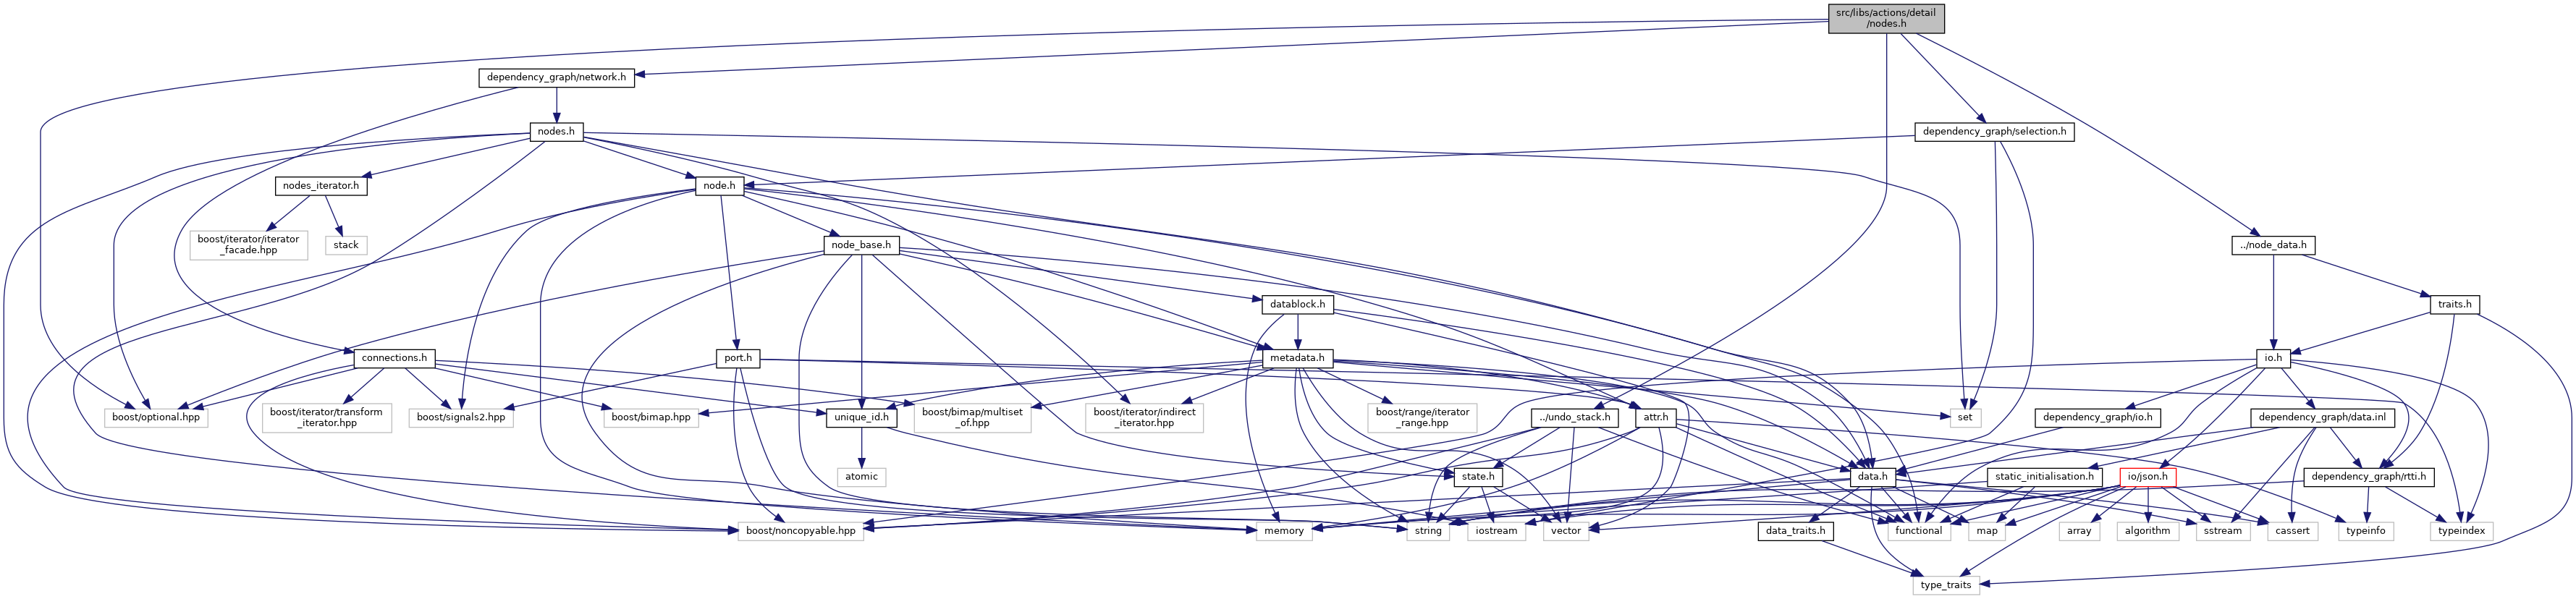 src/libs/actions/detail
/nodes.h
dependency_graph/network.h
nodes.h
dependency_graph/selection.h
nodes_iterator.h
node.h
boost/iterator/iterator
_facade.hpp
stack
node_base.h
../node_data.h
datablock.h
traits.h
connections.h
port.h
metadata.h
io.h
boost/optional.hpp
boost/iterator/transform
_iterator.hpp
boost/signals2.hpp
boost/bimap.hpp
unique_id.h
boost/bimap/multiset
_of.hpp
boost/iterator/indirect
_iterator.hpp
boost/range/iterator
_range.hpp
../undo_stack.h
attr.h
set
dependency_graph/io.h
dependency_graph/data.inl
atomic
state.h
data.h
static_initialisation.h
io/json.h
dependency_graph/rtti.h
boost/noncopyable.hpp
memory
string
iostream
vector
data_traits.h
functional
map
array
algorithm
sstream
cassert
typeinfo
typeindex
type_traits